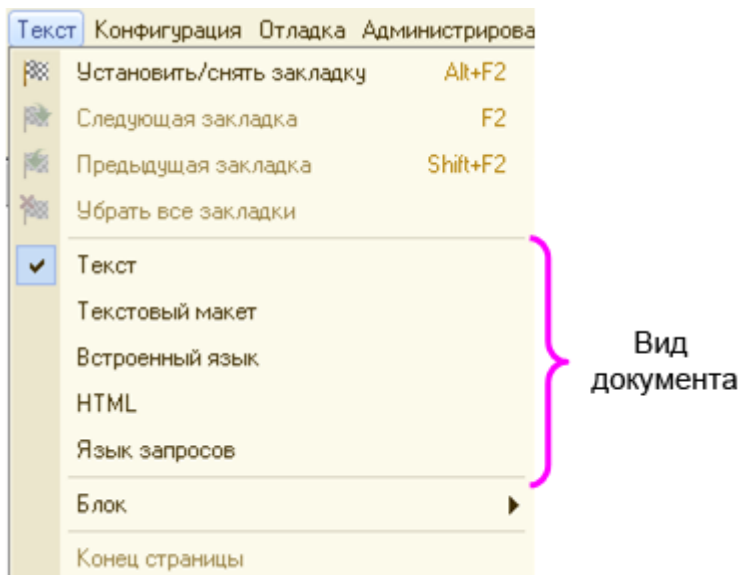 Текст Конфигурация Отладка Администрирова
Установить/снять закладку Alt+F2
Следующая закладка F2
Предыдущая закладка Shift+F2
Убрать все закладки
Текст
Текстовый макет
Встроенный язык
HTML
Язык запросов
Блок
Конец страницы
Вид
документа